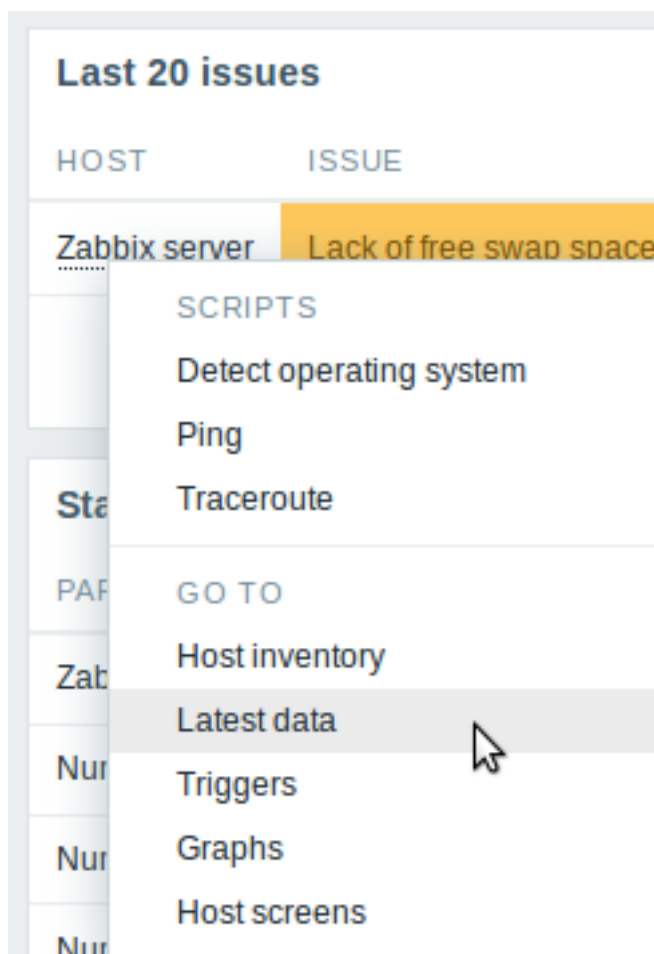 Last 20 issues
HOST ISSUE
Zabbix server Lack of free swap space
SCRIPTS
Detect operating system
Ping
Traceroute
GO TO
Host inventory
Latest data
Triggers
Graphs
Host screens